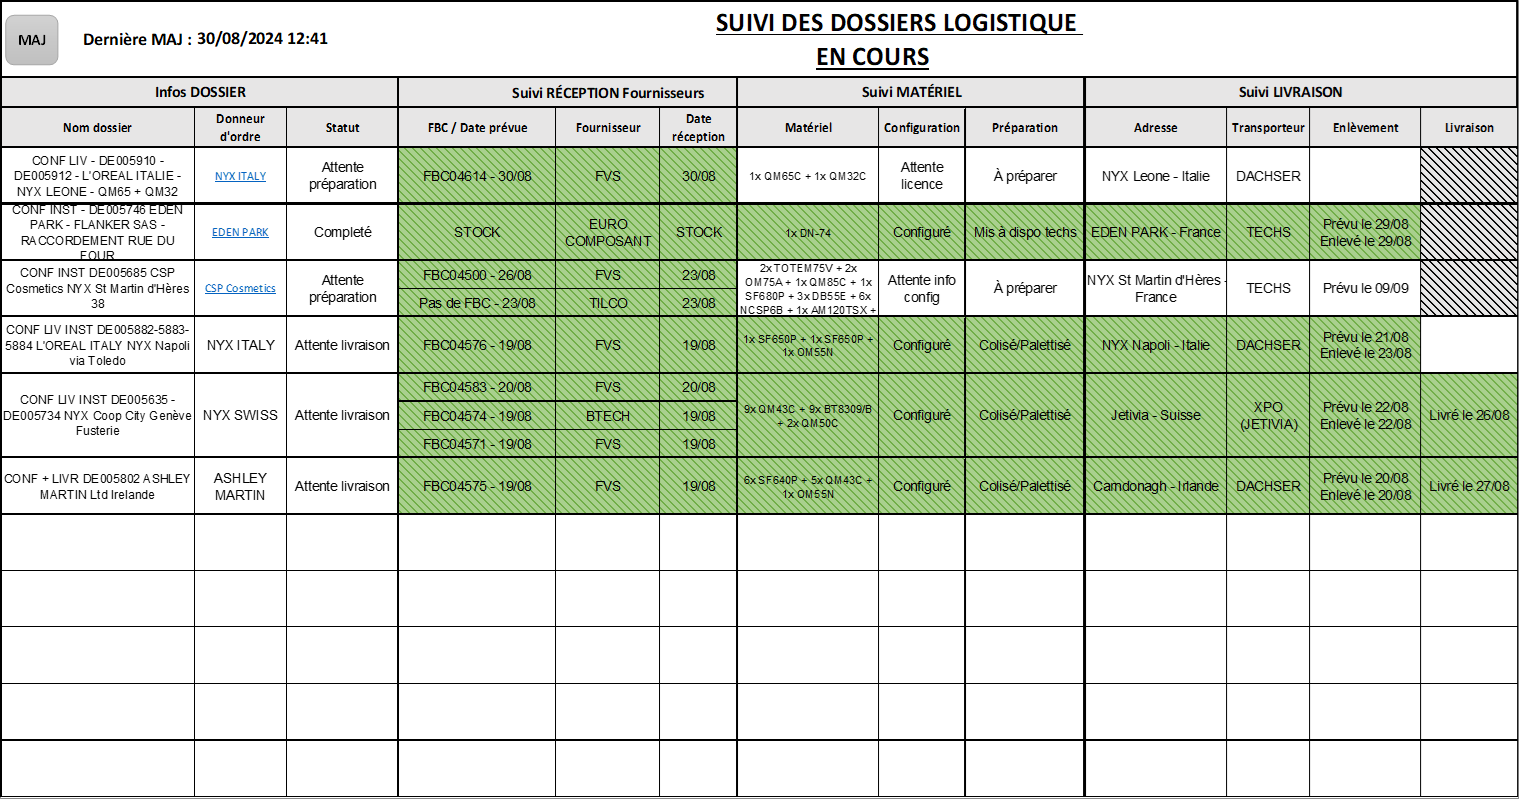 SUIVI DES DOSSIERS LOGISTIQUE
EN COURS
MAJ
Dernière MAJ : 30/08/2024 12:41
Infos DOSSIER
Suivi RÉCEPTION Fournisseurs
Suivi MATÉRIEL
Suivi LIVRAISON
Nom dossier
Donneur
d'ordre
Statut
FBC / Date prévue
Fournisseur
Date
réception
Matériel
Configuration
Préparation
Adresse
Transporteur
Enlèvement
Livraison
CONF LIV - DE005910 -
DE005912 - L'OREAL ITALIE -
NYX LEONE - QM65 + QM32
NYX ITALY
Attente
préparation
FBC04614 - 30/08
FVS
30/08
1x QM65C + 1x QM32C
Attente
licence
À préparer
NYX Leone - Italie
DACHSER
CONF INST - DE005746 EDEN
PARK - FLANKER SAS -
RACCORDEMENT RUE DU
FOUR
EDEN PARK
Completé
STOCK
EURO
COMPOSANT
STOCK
1x DN-74
Configuré
Mis à dispo techs
EDEN PARK - France
TECHS
Prévu le 29/08
Enlevé le 29/08
CONF INST DE005685 CSP
Cosmetics NYX St Martin d'Hères
38
CSP Cosmetics
Attente
préparation
FBC04500 - 26/08
FVS
23/08
Pas de FBC - 23/08
TILCO
23/08
2x TOTEM75V + 2x
OM75A + 1x QM85C + 1x
SF680P + 3x DB55E + 6x
NCSP6B + 1x AM120TSX +
Attente info
config
À préparer
NYX St Martin d'Hères -
France
TECHS
Prévu le 09/09
CONF LIV INST DE005882-5883-
5884 L'OREAL ITALY NYX Napoli
via Toledo
NYX ITALY
Attente livraison
FBC04576 - 19/08
FVS
19/08
1x SF650P + 1x SF650P +
1x OM55N
Configuré
Colisé/Palettisé
NYX Napoli - Italie
DACHSER
Prévu le 21/08
Enlevé le 23/08
CONF LIV INST DE005635 -
DE005734 NYX Coop City Genève
Fusterie
NYX SWISS
Attente livraison
FBC04583 - 20/08
FVS
20/08
FBC04574 - 19/08
BTECH
19/08
FBC04571 - 19/08
FVS
19/08
9x QM43C + 9x BT8309/B
+ 2x QM50C
Configuré
Colisé/Palettisé
Jetivia - Suisse
XPO
(JETIVIA)
Prévu le 22/08
Enlevé le 22/08
Livré le 26/08
CONF + LIVR DE005802 ASHLEY
MARTIN Ltd Irelande
ASHLEY
MARTIN
Attente livraison
FBC04575 - 19/08
FVS
19/08
6x SF640P + 5x QM43C +
1x OM55N
Configuré
Colisé/Palettisé
Carndonagh - Irlande
DACHSER
Prévu le 20/08
Enlevé le 20/08
Livré le 27/08